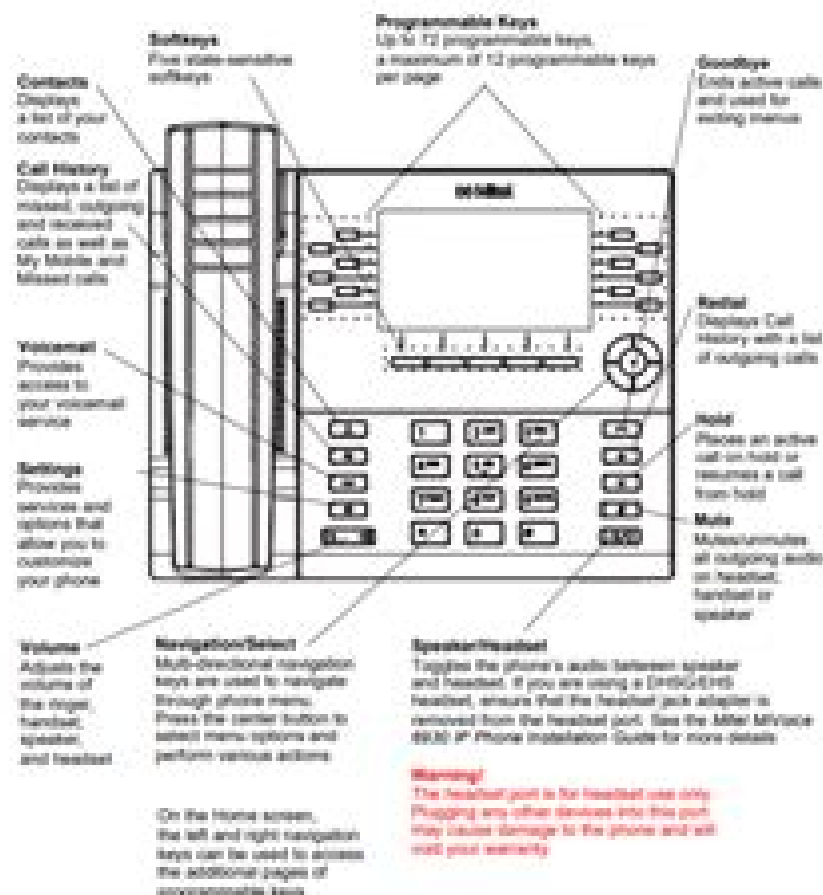 Programmable Keys
Up to 72 programmable keys,
a maximum of 12 programmable keys
per page
Softkeys
Five state-sensitive
softkeys
Goodbye
Ends active calls
and used for
exiting menus
Contacts
Displays
a list of your
contacts
Call History
Displays a list of
missed, outgoing
and received
calls as well as
My Mobile and
Missed calls
Mitel
Redial
Displays Call
History with a list
of outgoing calls
Voicemail
Provides
access to
your voicemail
service
Hold
Places an active
call on hold or
resumes a call
from hold
Settings
Provides
services and
options that
allow you to
customize
your phone
Mute
Mutes/unmutes
all outgoing audio
on headset,
handset or
speaker
Volume
Adjusts the
volume of
the ringer,
handset,
speaker,
and headset
Navigation/Select
Multi-directional navigation
keys are used to navigate
through phone menu.
Press the center button to
select menu options and
perform various actions
On the Home screen,
the left and right navigation
keys can be used to access
the additional pages of
programmable keys
Speaker/Headset
Toggles the phone's audio between speaker
and headset. If you are using a DHSG/EHS
headset, ensure that the headset jack adapter is
removed from the headset port. See the Mitel MiVoice
6930 IP Phone Installation Guide for more details
Warning!
The headset port is for headset use only.
Plugging any other devices into this port
may cause damage to the phone and will
void your warranty.